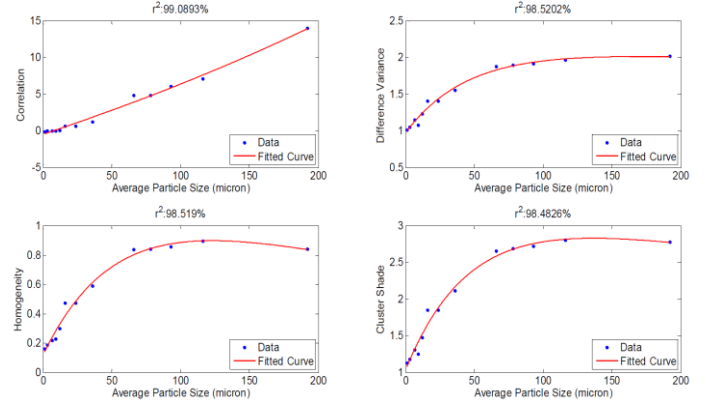 r²:99.0893%
Correlation
15
10
5
0
-5
0 50 100 150 200
Average Particle Size (micron)
Data
Fitted Curve
r²:98.5202%
Difference Variance
2.5
2
1.5
1
0.5
0 50 100 150 200
Average Particle Size (micron)
Data
Fitted Curve
r²:98.519%
Homogeneity
1
0.8
0.6
0.4
0.2
0
0 50 100 150 200
Average Particle Size (micron)
Data
Fitted Curve
r²:98.4826%
Cluster Shade
3
2.5
2
1.5
1
0 50 100 150 200
Average Particle Size (micron)
Data
Fitted Curve